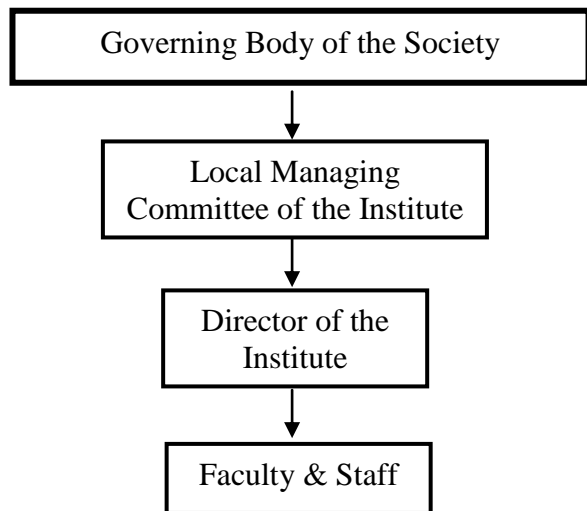 Governing Body of the Society
Local Managing
Committee of the Institute
Director of the
Institute
Faculty & Staff